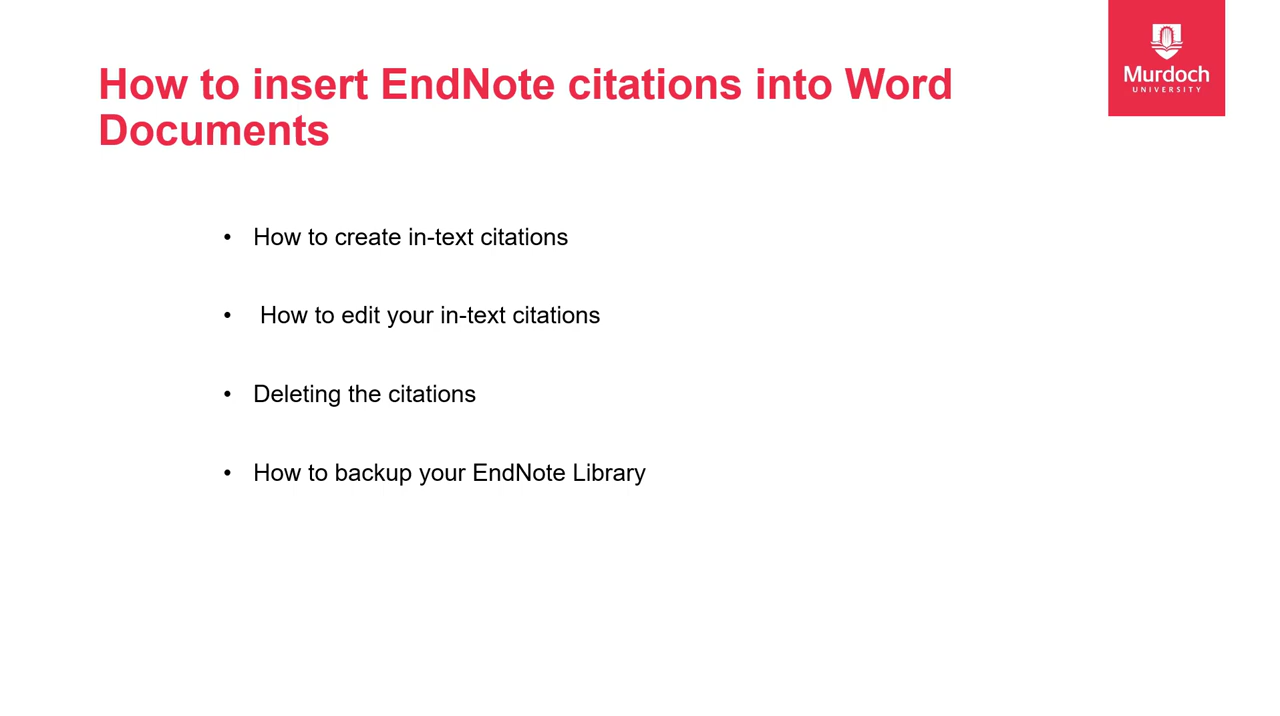 How to insert EndNote citations into Word
Documents
Murdoch
UNIVERSITY
• How to create in-text citations
• How to edit your in-text citations
• Deleting the citations
• How to backup your EndNote Library